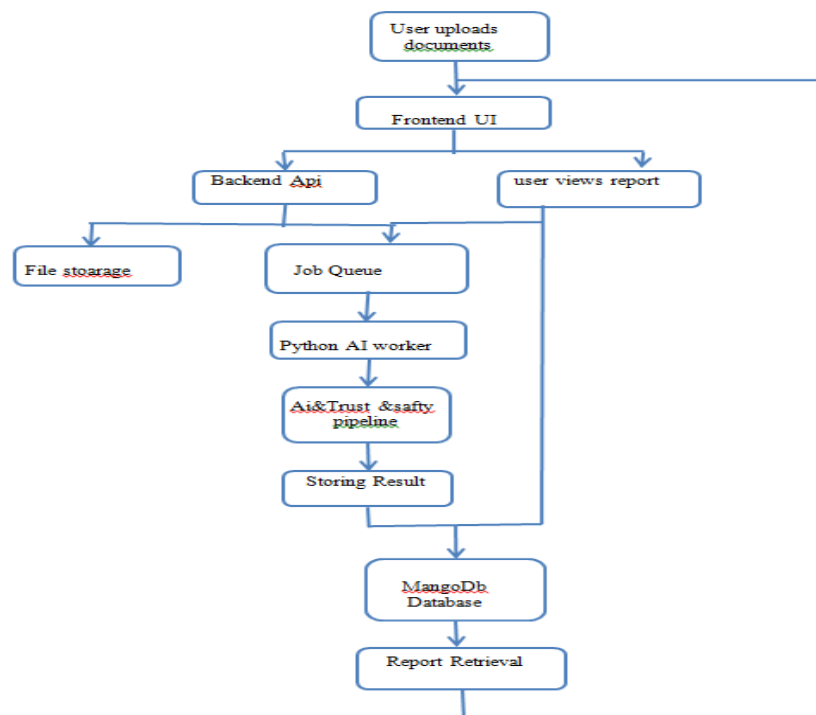 User uploads
documents
Frontend UI
Backend Api
user views report
File stoarage
Job Queue
Python AI worker
Ai&Trust &safty
pipeline
Storing Result
MangoDb
Database
Report Retrieval